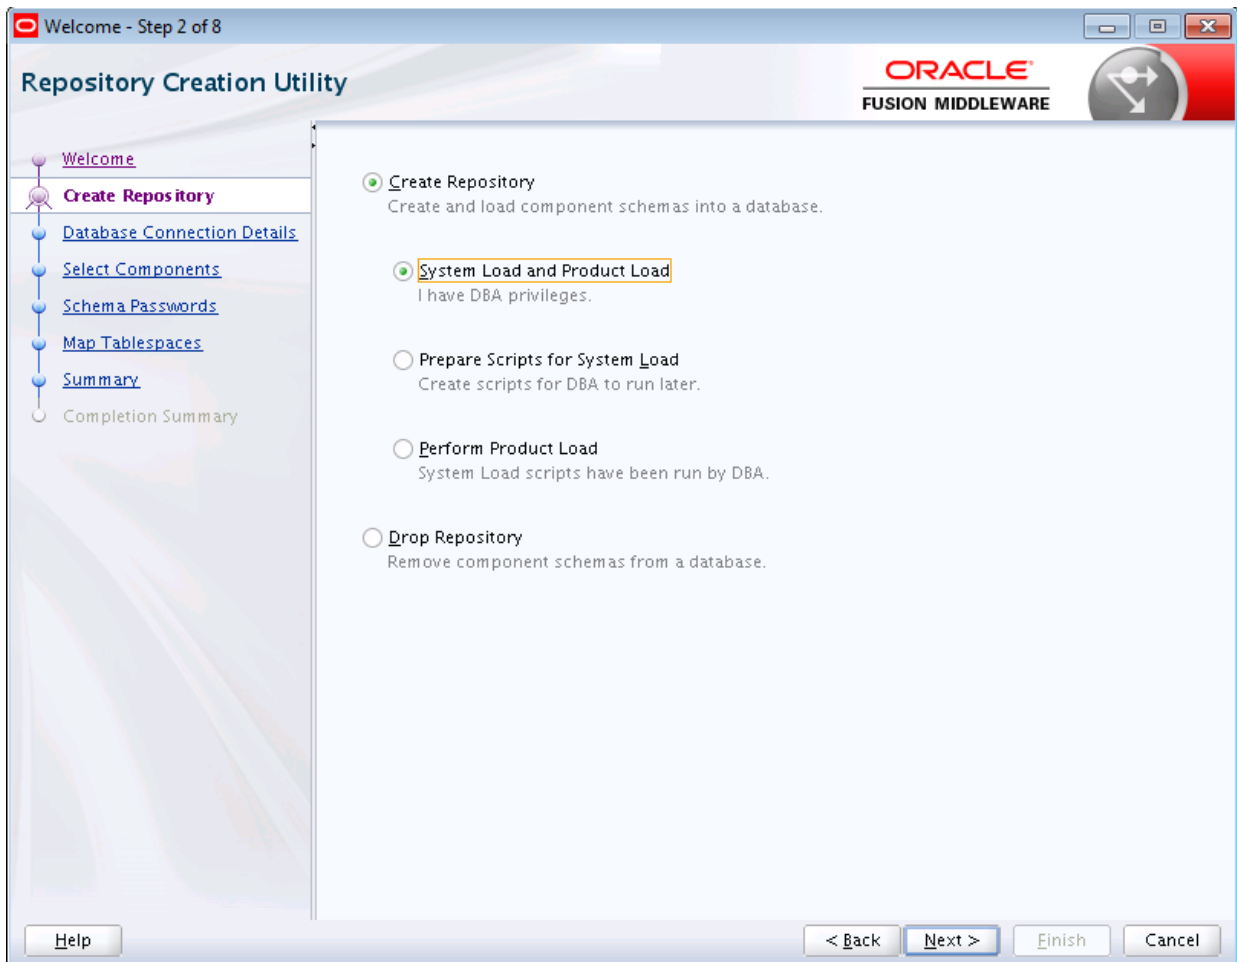 Welcome - Step 2 of 8
Repository Creation Utility
ORACLE
FUSION MIDDLEWARE
Welcome
Create Repository
Database Connection Details
Select Components
Schema Passwords
Map Tablespaces
Summary
Completion Summary
Create Repository
Create and load component schemas into a database.
System Load and Product Load
I have DBA privileges.
Prepare Scripts for System Load
Create scripts for DBA to run later.
Perform Product Load
System Load scripts have been run by DBA.
Drop Repository
Remove component schemas from a database.
Help
< Back
Next >
Finish
Cancel